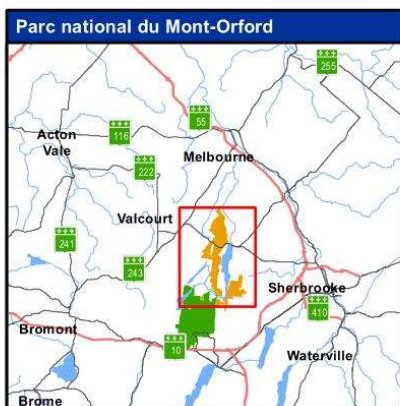 Parc national du Mont-Orford
255
55
Acton
Vale
116
Melbourne
222
Valcourt
241
243
Sherbrooke
410
Bromont
10
Waterville
Brome